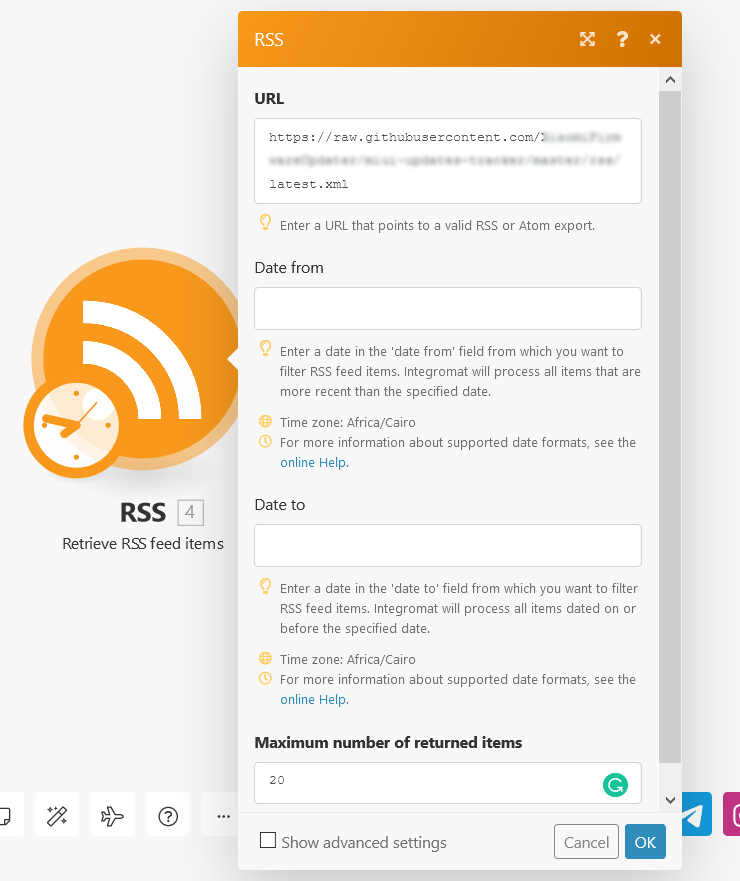 RSS
URL
https://raw.githubusercontent.com/
latest.xml
Enter a URL that points to a valid RSS or Atom export.
Date from
Enter a date in the 'date from' field from which you want to
filter RSS feed items. Integromat will process all items that are
more recent than the specified date.
Time zone: Africa/Cairo
For more information about supported date formats, see the
online Help.
RSS 4
Retrieve RSS feed items
Date to
Enter a date in the 'date to' field from which you want to filter
RSS feed items. Integromat will process all items dated on or
before the specified date.
Time zone: Africa/Cairo
For more information about supported date formats, see the
online Help.
Maximum number of returned items
20
Show advanced settings
Cancel
OK